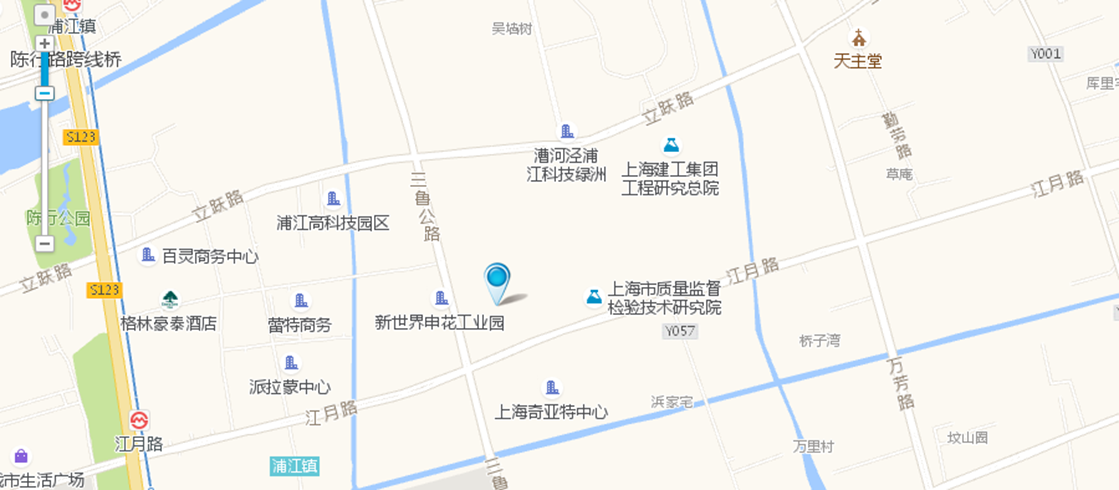 浦江镇
吴垯树
陈行路跨线桥
天主堂
Y001
厍里宅
立跃路
S123
勤劳路
漕河泾浦
江科技绿洲
上海建工集团
工程研究总院
草庵
江月路
三鲁公路
立跃路
浦江高科技园区
陈行公园
百灵商务中心
立跃路
江月路
S123
上海市质量监督
检验技术研究院
格林豪泰酒店
蕾特商务
新世界申花工业园
Y057
桥子湾
派拉蒙中心
万芳路
上海奇亚特中心
浜家宅
江月路
江月路
万里村
坟山园
浦江镇
城市生活广场
三鲁